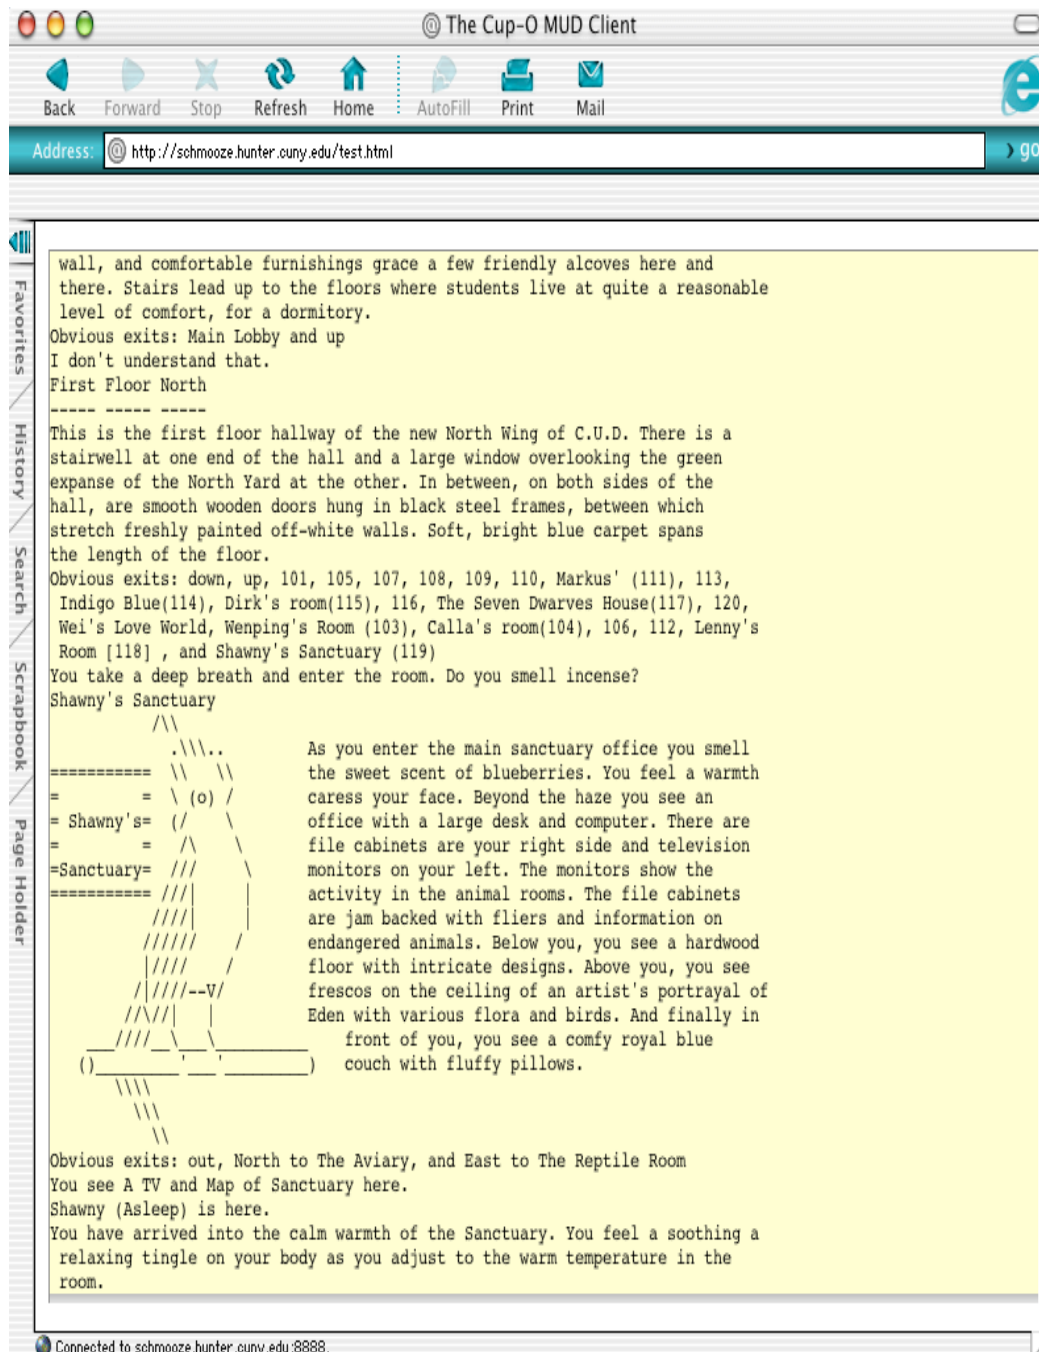 @ The Cup-O MUD Client
Back Forward Stop Refresh Home AutoFill Print Mail
Address: @ http://schmooze.hunter.cuny.edu/test.html › go
Favorites
History
Search
Scrapbook
Page Holder
wall, and comfortable furnishings grace a few friendly alcoves here and
there. Stairs lead up to the floors where students live at quite a reasonable
level of comfort, for a dormitory.
Obvious exits: Main Lobby and up
I don't understand that.
First Floor North
----- ----- -----
This is the first floor hallway of the new North Wing of C.U.D. There is a
stairwell at one end of the hall and a large window overlooking the green
expanse of the North Yard at the other. In between, on both sides of the
hall, are smooth wooden doors hung in black steel frames, between which
stretch freshly painted off-white walls. Soft, bright blue carpet spans
the length of the floor.
Obvious exits: down, up, 101, 105, 107, 108, 109, 110, Markus' (111), 113,
Indigo Blue(114), Dirk's room(115), 116, The Seven Dwarves House(117), 120,
Wei's Love World, Wenping's Room (103), Calla's room(104), 106, 112, Lenny's
Room [118] , and Shawny's Sanctuary (119)
You take a deep breath and enter the room. Do you smell incense?
Shawny's Sanctuary
            /\\
             .\\\..         As you enter the main sanctuary office you smell
===========  \\   \\        the sweet scent of blueberries. You feel a warmth
=         =  \ (o) /        caress your face. Beyond the haze you see an
= Shawny's=  (/    \        office with a large desk and computer. There are
=         =   /\    \       file cabinets are your right side and television
=Sanctuary=  ///     \      monitors on your left. The monitors show the
=========== ///|     |      activity in the animal rooms. The file cabinets
           ////|     |      are jam backed with fliers and information on
          //////    /       endangered animals. Below you, you see a hardwood
          |////    /        floor with intricate designs. Above you, you see
         /|////--V/         frescos on the ceiling of an artist's portrayal of
        //\//|   |          Eden with various flora and birds. And finally in
    ___////__\___\__________    front of you, you see a comfy royal blue
   ()_________'___'_________)   couch with fluffy pillows.
       \\\\
         \\\
           \\
Obvious exits: out, North to The Aviary, and East to The Reptile Room
You see A TV and Map of Sanctuary here.
Shawny (Asleep) is here.
You have arrived into the calm warmth of the Sanctuary. You feel a soothing a
relaxing tingle on your body as you adjust to the warm temperature in the
room.
Connected to schmooze.hunter.cuny.edu:8888.